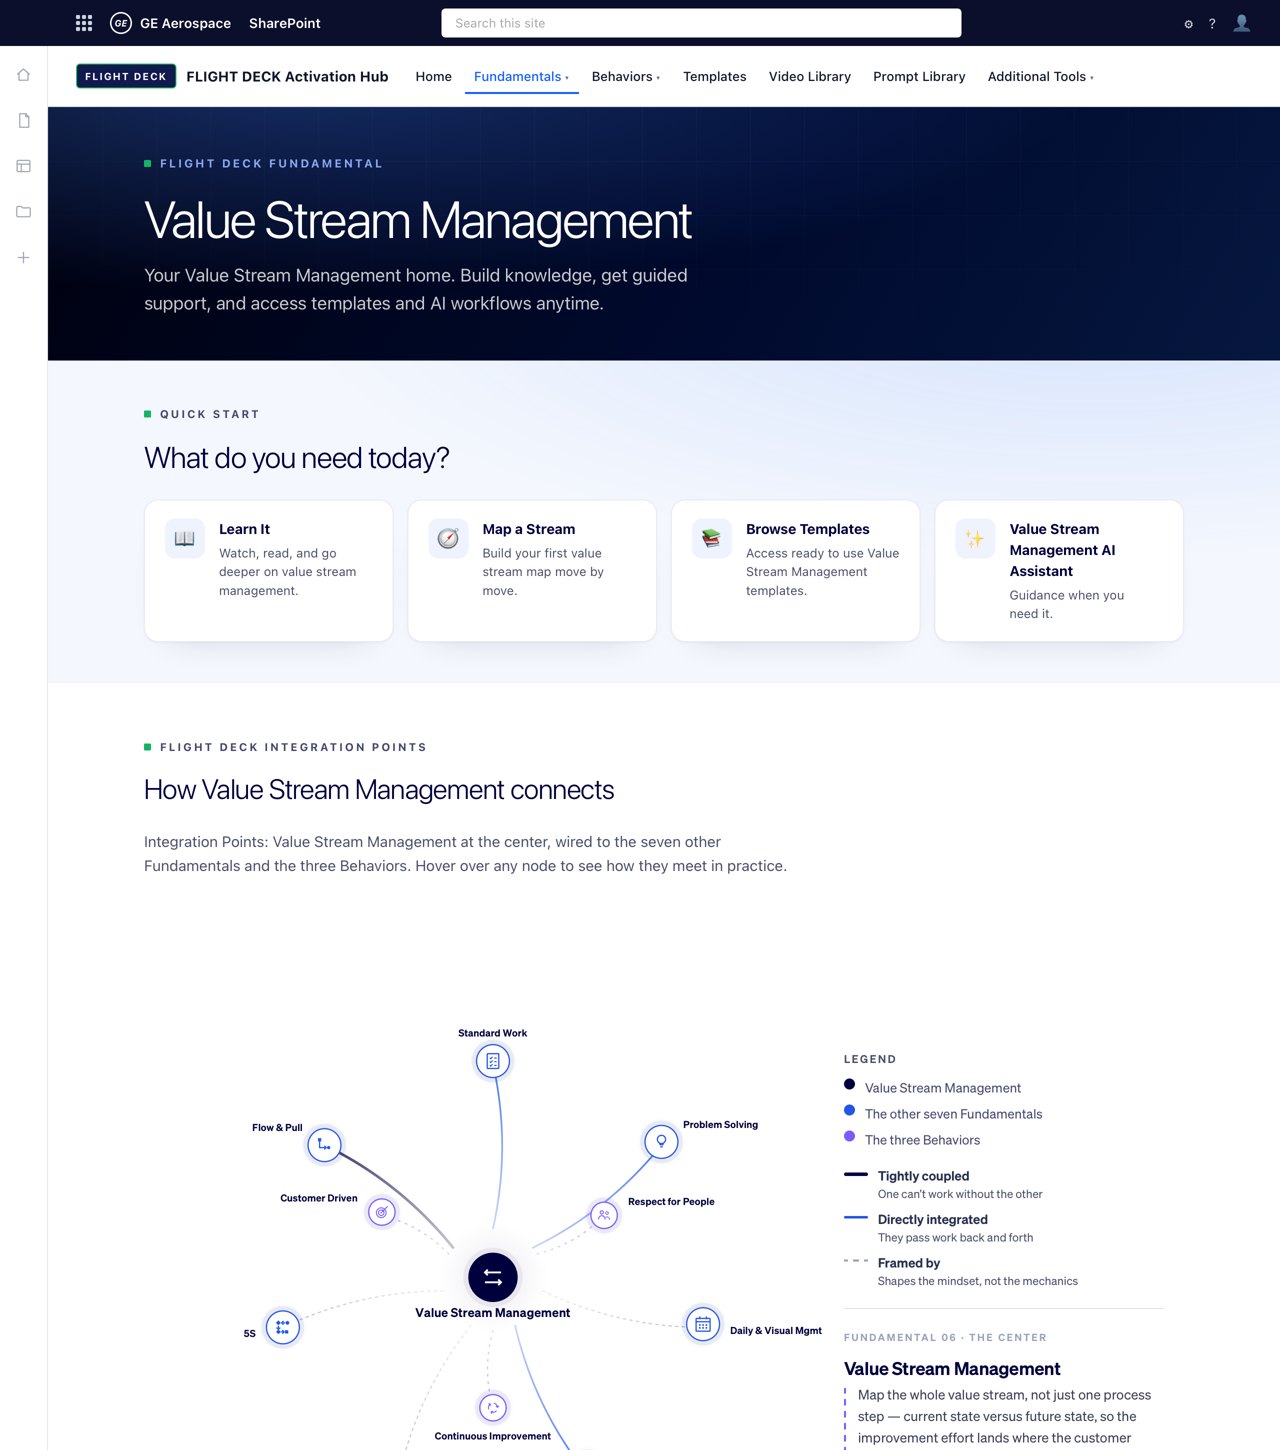 GE Aerospace SharePoint
Search this site
FLIGHT DECK
FLIGHT DECK Activation Hub
Home Fundamentals Behaviors Templates Video Library Prompt Library Additional Tools
FLIGHT DECK FUNDAMENTAL
Value Stream Management
Your Value Stream Management home. Build knowledge, get guided
support, and access templates and AI workflows anytime.
QUICK START
What do you need today?
Learn It
Watch, read, and go
deeper on value stream
management.
Map a Stream
Build your first value
stream map move by
move.
Browse Templates
Access ready to use Value
Stream Management
templates.
Value Stream
Management AI
Assistant
Guidance when you
need it.
FLIGHT DECK INTEGRATION POINTS
How Value Stream Management connects
Integration Points: Value Stream Management at the center, wired to the seven other
Fundamentals and the three Behaviors. Hover over any node to see how they meet in practice.
Standard Work
Flow & Pull
Problem Solving
Customer Driven
Respect for People
Value Stream Management
5S
Daily & Visual Mgmt
Continuous Improvement
LEGEND
Value Stream Management
The other seven Fundamentals
The three Behaviors
Tightly coupled
One can't work without the other
Directly integrated
They pass work back and forth
Framed by
Shapes the mindset, not the mechanics
FUNDAMENTAL 06 · THE CENTER
Value Stream Management
Map the whole value stream, not just one process
step — current state versus future state, so the
improvement effort lands where the customer